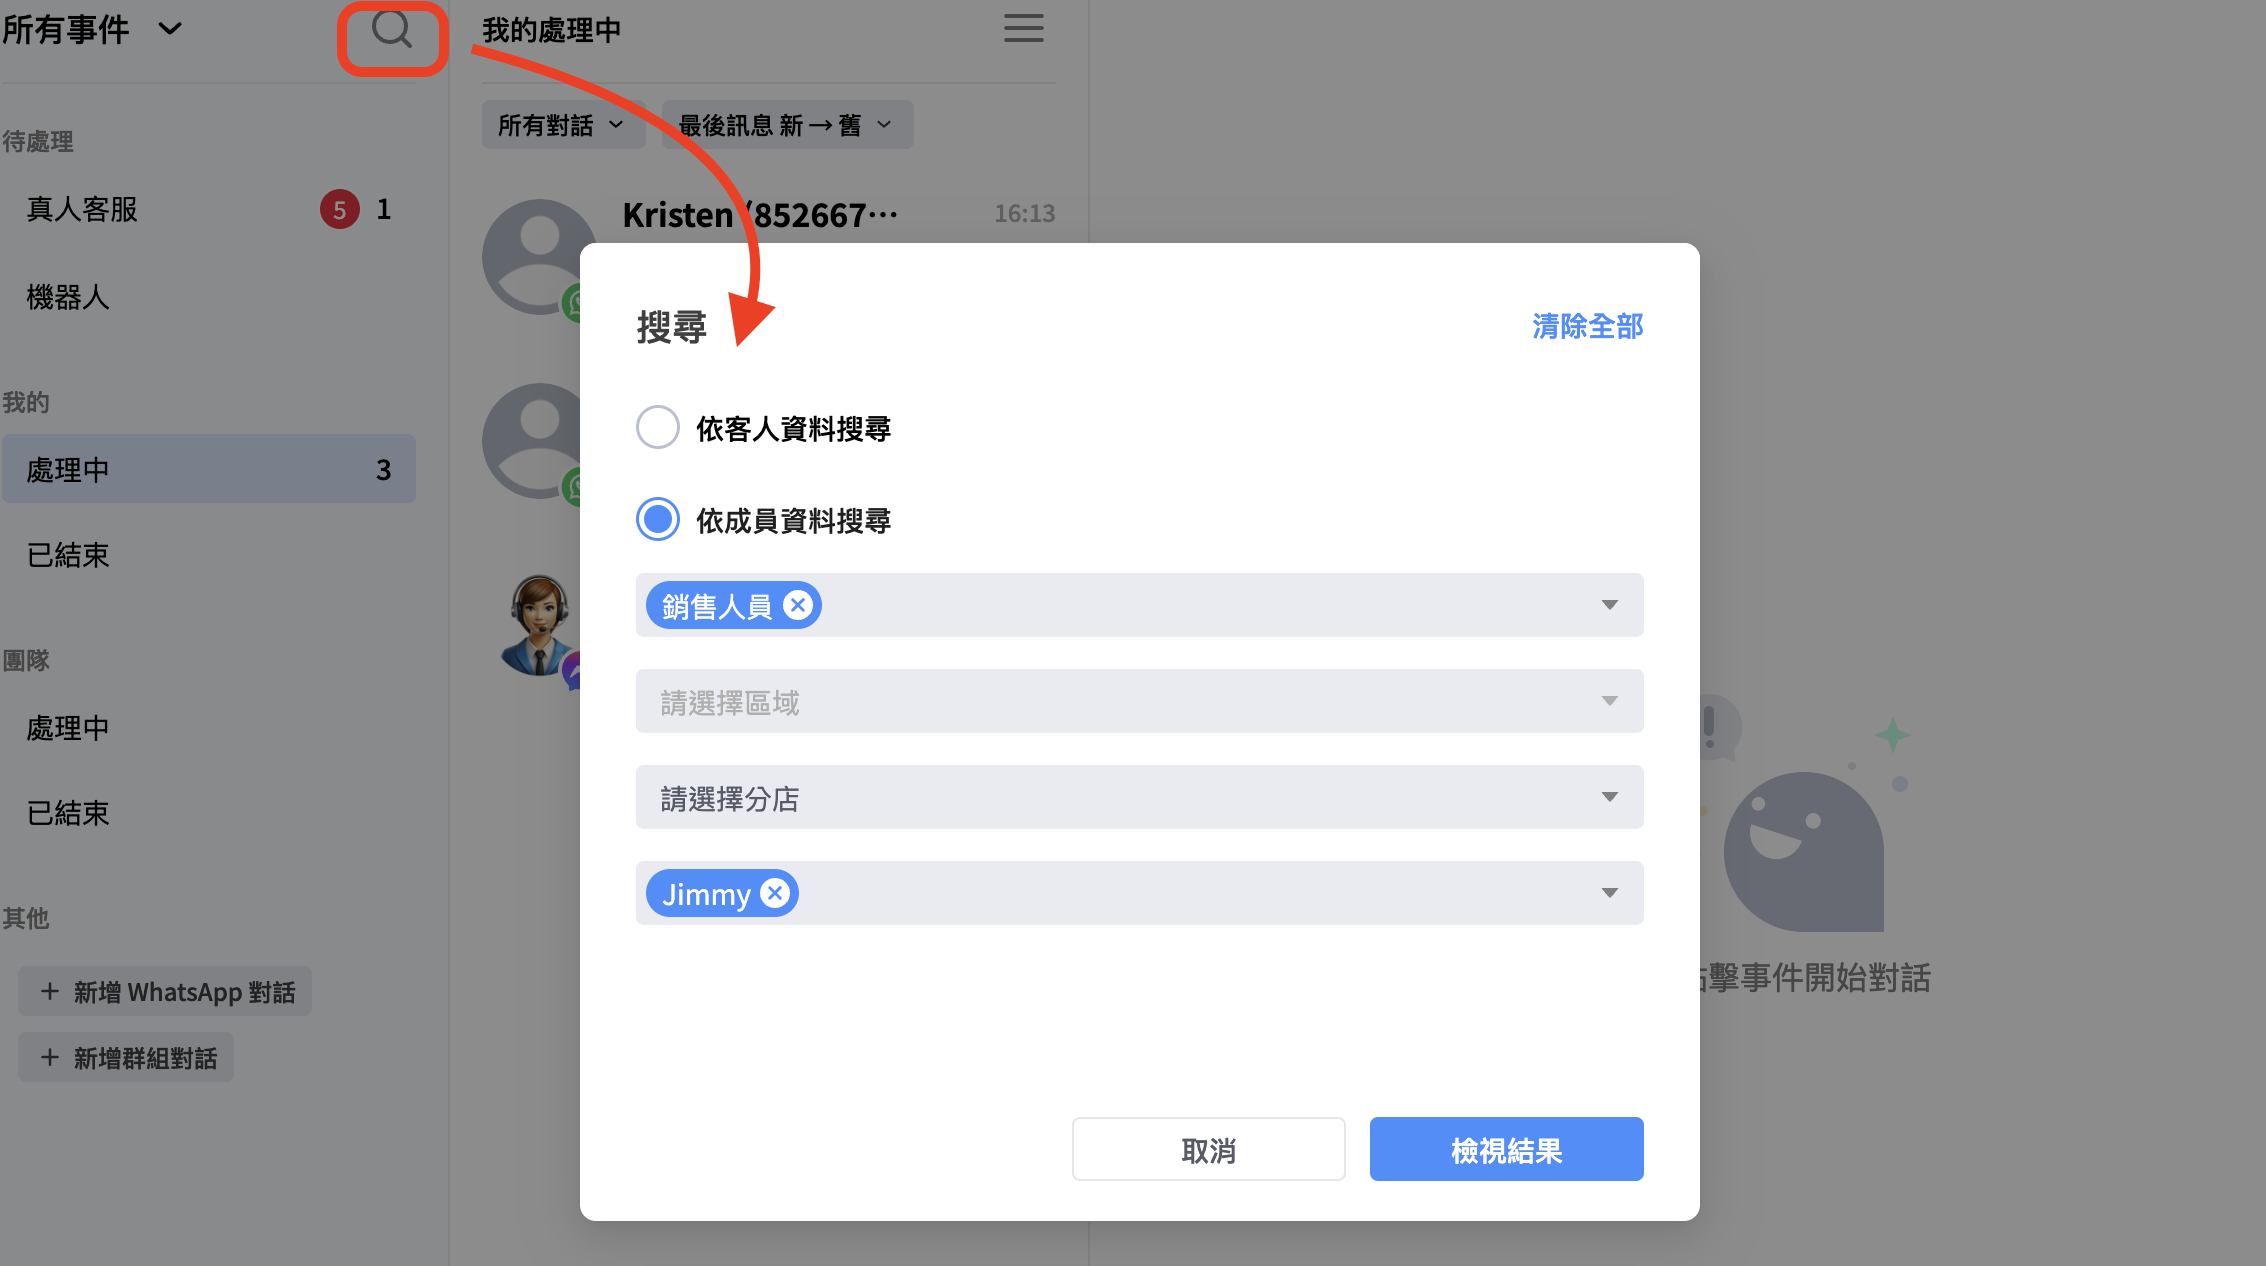 所有事件
待處理
真人客服 5 1
機器人
我的
處理中 3
已結束
團隊
處理中
已結束
其他
+ 新增 WhatsApp 對話
+ 新增群組對話
我的處理中
所有對話
最後訊息 新 → 舊
Kristen (852667…
16:13
搜尋
清除全部
依客人資料搜尋
依成員資料搜尋
銷售人員
請選擇區域
請選擇分店
Jimmy
取消
檢視結果
擊事件開始對話